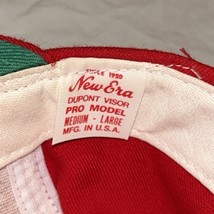 SINCE 1920
New Era
DUPONT VISOR
PRO MODEL
MEDIUM - LARGE
MFG. IN U.S.A.